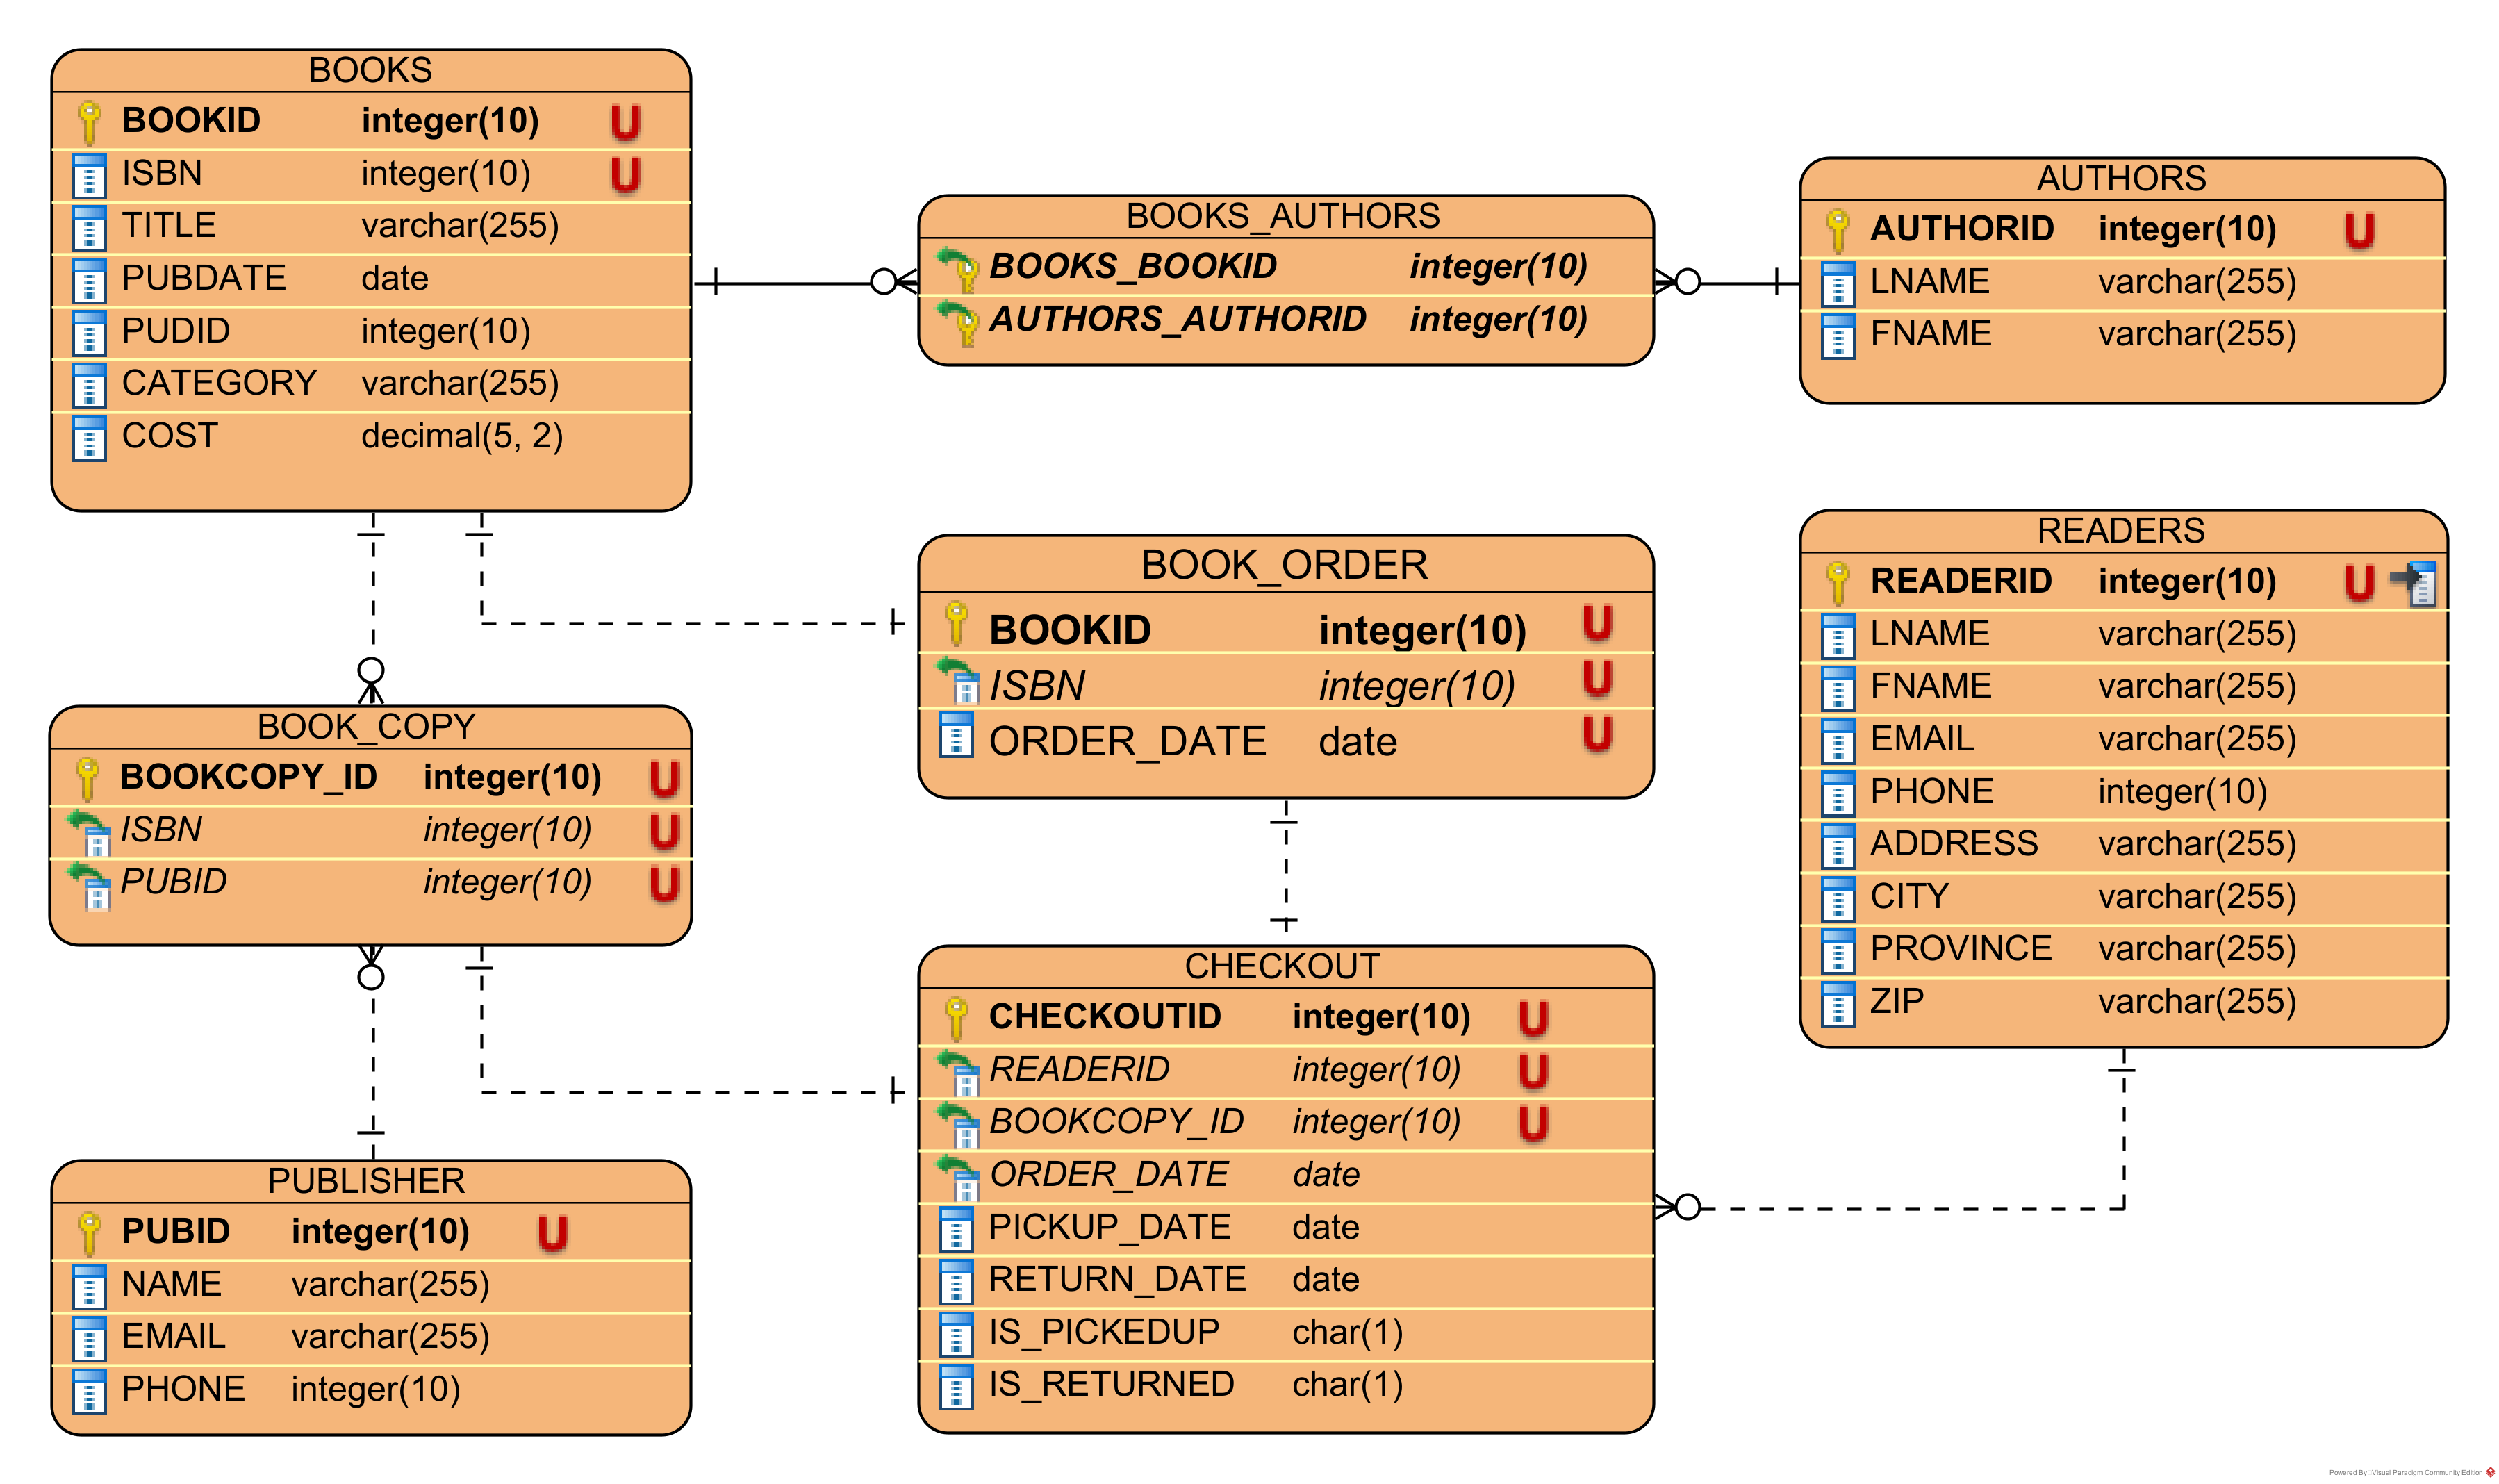 BOOKS
BOOKID integer(10) U
ISBN integer(10) U
TITLE varchar(255)
PUBDATE date
PUDID integer(10)
CATEGORY varchar(255)
COST decimal(5, 2)
BOOKS_AUTHORS
BOOKS_BOOKID integer(10)
AUTHORS_AUTHORID integer(10)
AUTHORS
AUTHORID integer(10) U
LNAME varchar(255)
FNAME varchar(255)
BOOK_ORDER
BOOKID integer(10) U
ISBN integer(10) U
ORDER_DATE date U
READERS
READERID integer(10) U
LNAME varchar(255)
FNAME varchar(255)
EMAIL varchar(255)
PHONE integer(10)
ADDRESS varchar(255)
CITY varchar(255)
PROVINCE varchar(255)
ZIP varchar(255)
BOOK_COPY
BOOKCOPY_ID integer(10) U
ISBN integer(10) U
PUBID integer(10) U
CHECKOUT
CHECKOUTID integer(10) U
READERID integer(10) U
BOOKCOPY_ID integer(10) U
ORDER_DATE date
PICKUP_DATE date
RETURN_DATE date
IS_PICKEDUP char(1)
IS_RETURNED char(1)
PUBLISHER
PUBID integer(10) U
NAME varchar(255)
EMAIL varchar(255)
PHONE integer(10)
Powered By: Visual Paradigm Community Edition